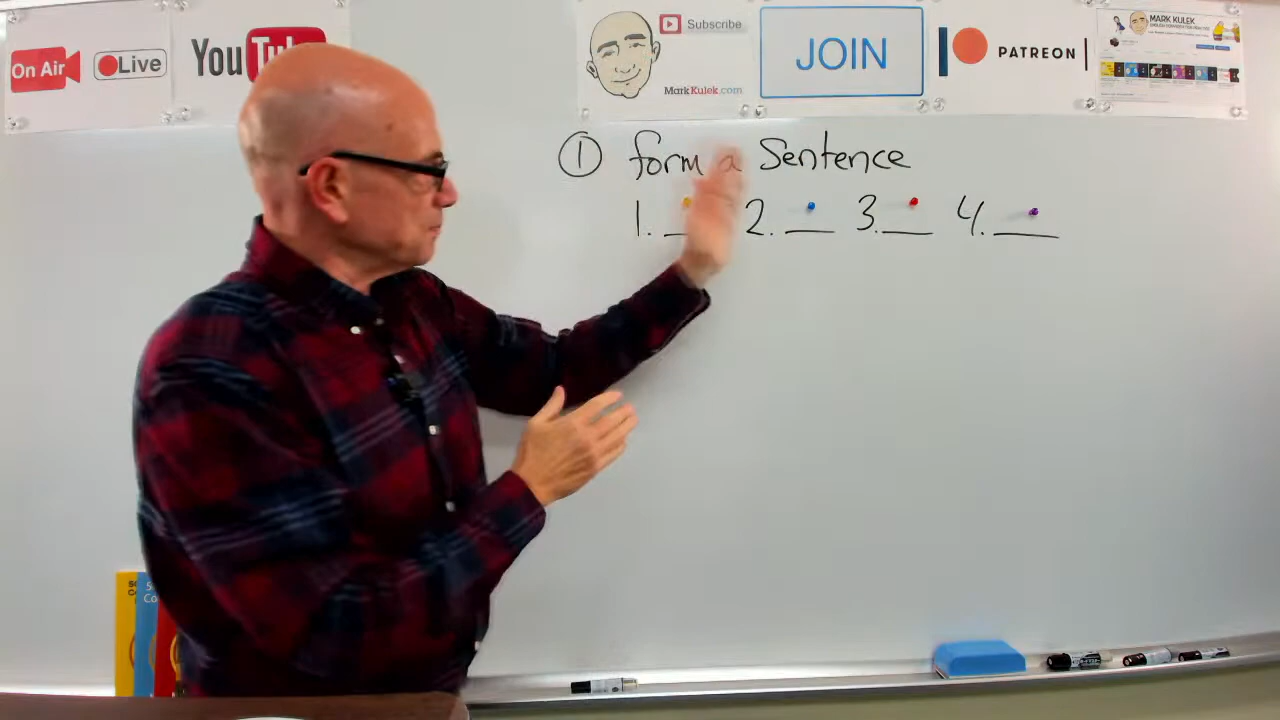 On Air
Live
YouTube
Subscribe
MarkKulek.com
JOIN
PATREON
MARK KULEK
① form a Sentence
1. __ 2. __ 3. __ 4. __